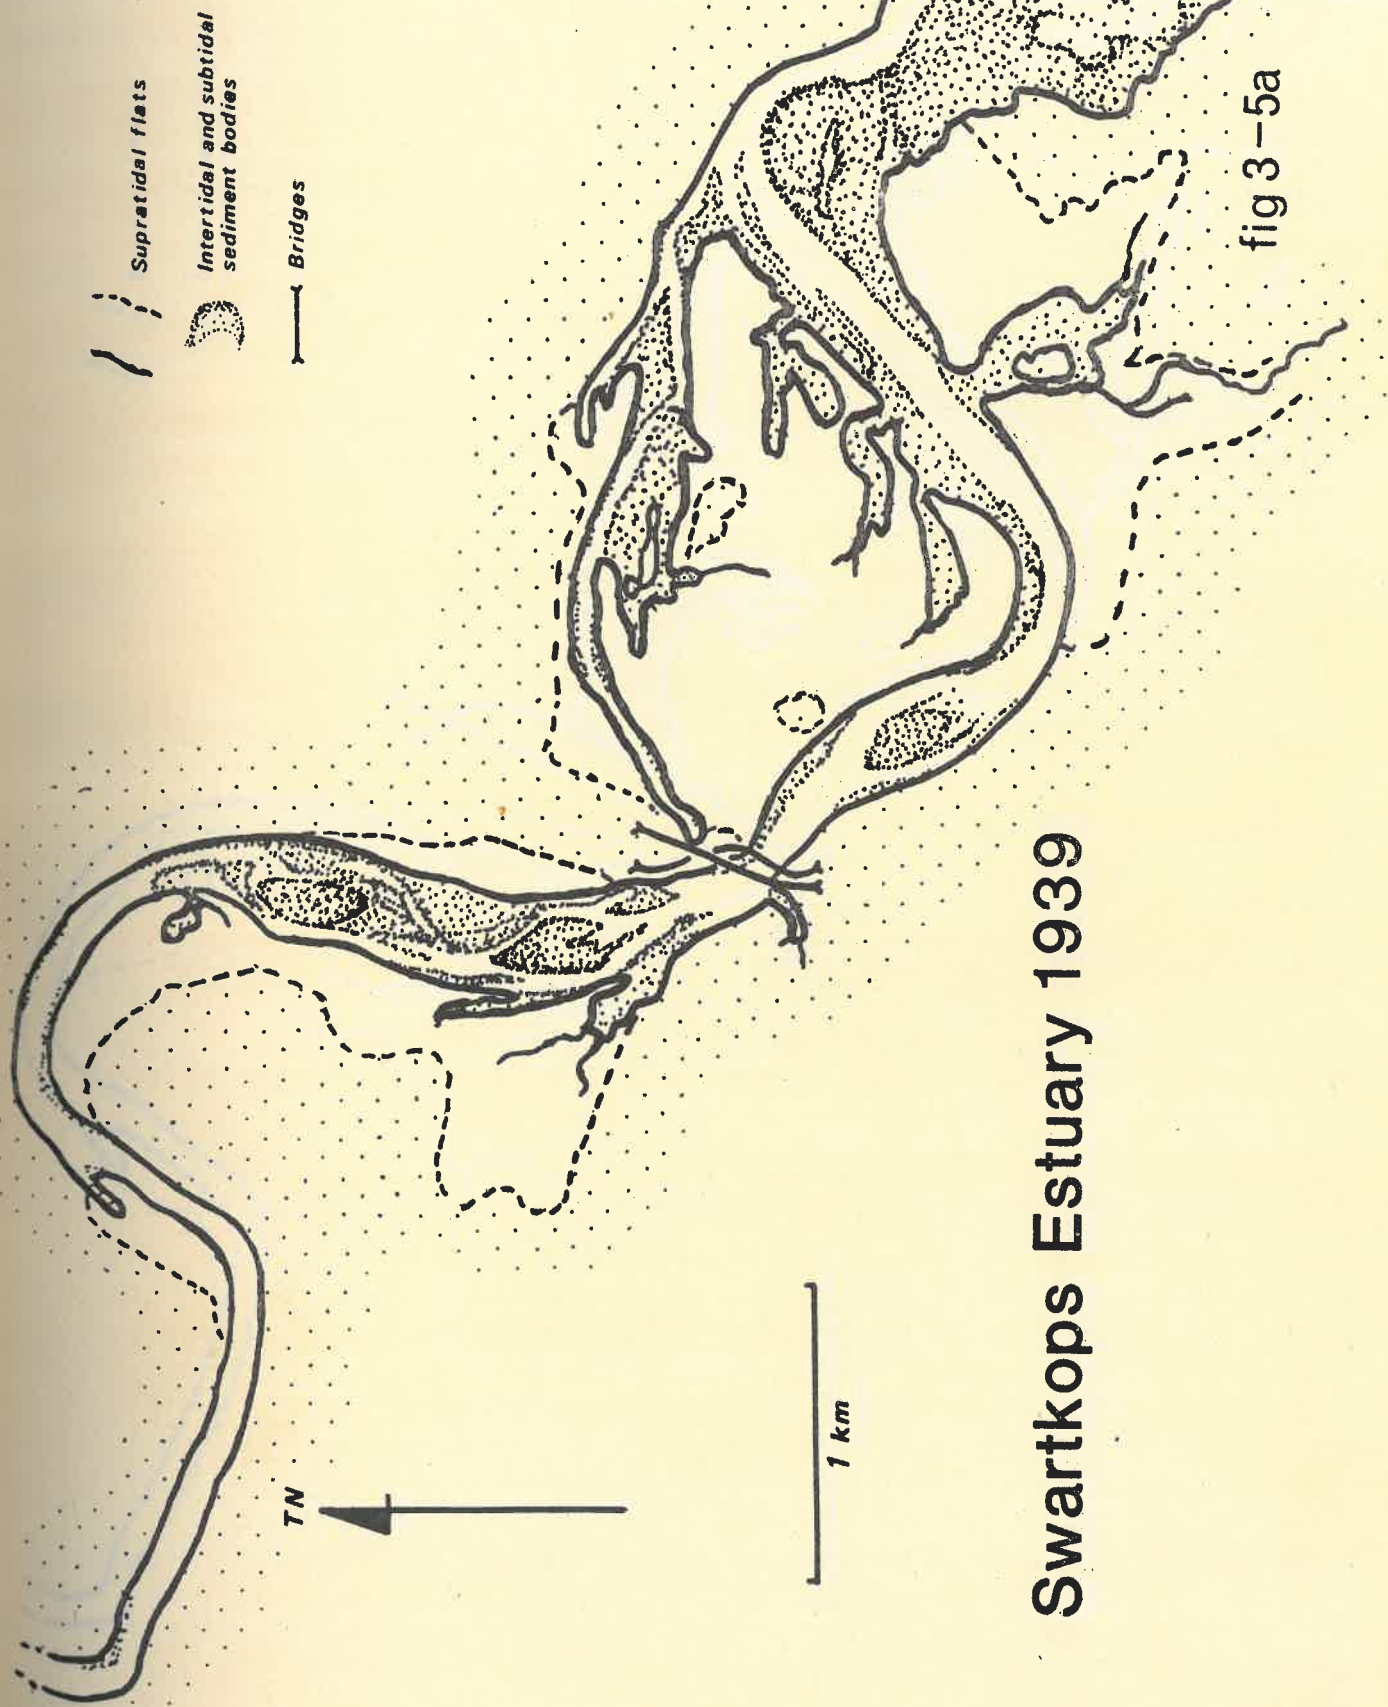 Supratidal flats
Intertidal and subtidal
sediment bodies
Bridges
TN
1 km
Swartkops Estuary 1939
fig 3-5a